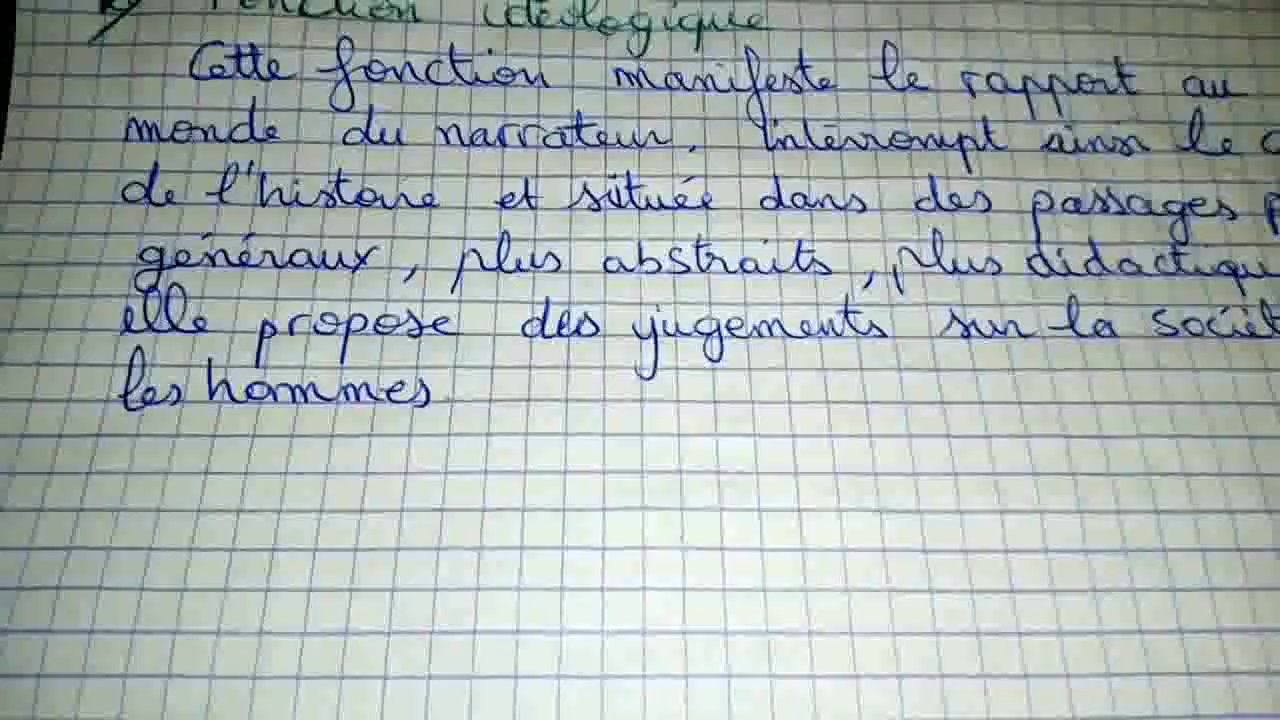 fonction idéologique
Cette fonction manifeste le rapport au
monde du narrateur. Interrompt ainsi le
de l'histoire et située dans des passages
généraux, plus abstraits, plus didactiqu
elle propose des jugements sur la sociét
les hommes